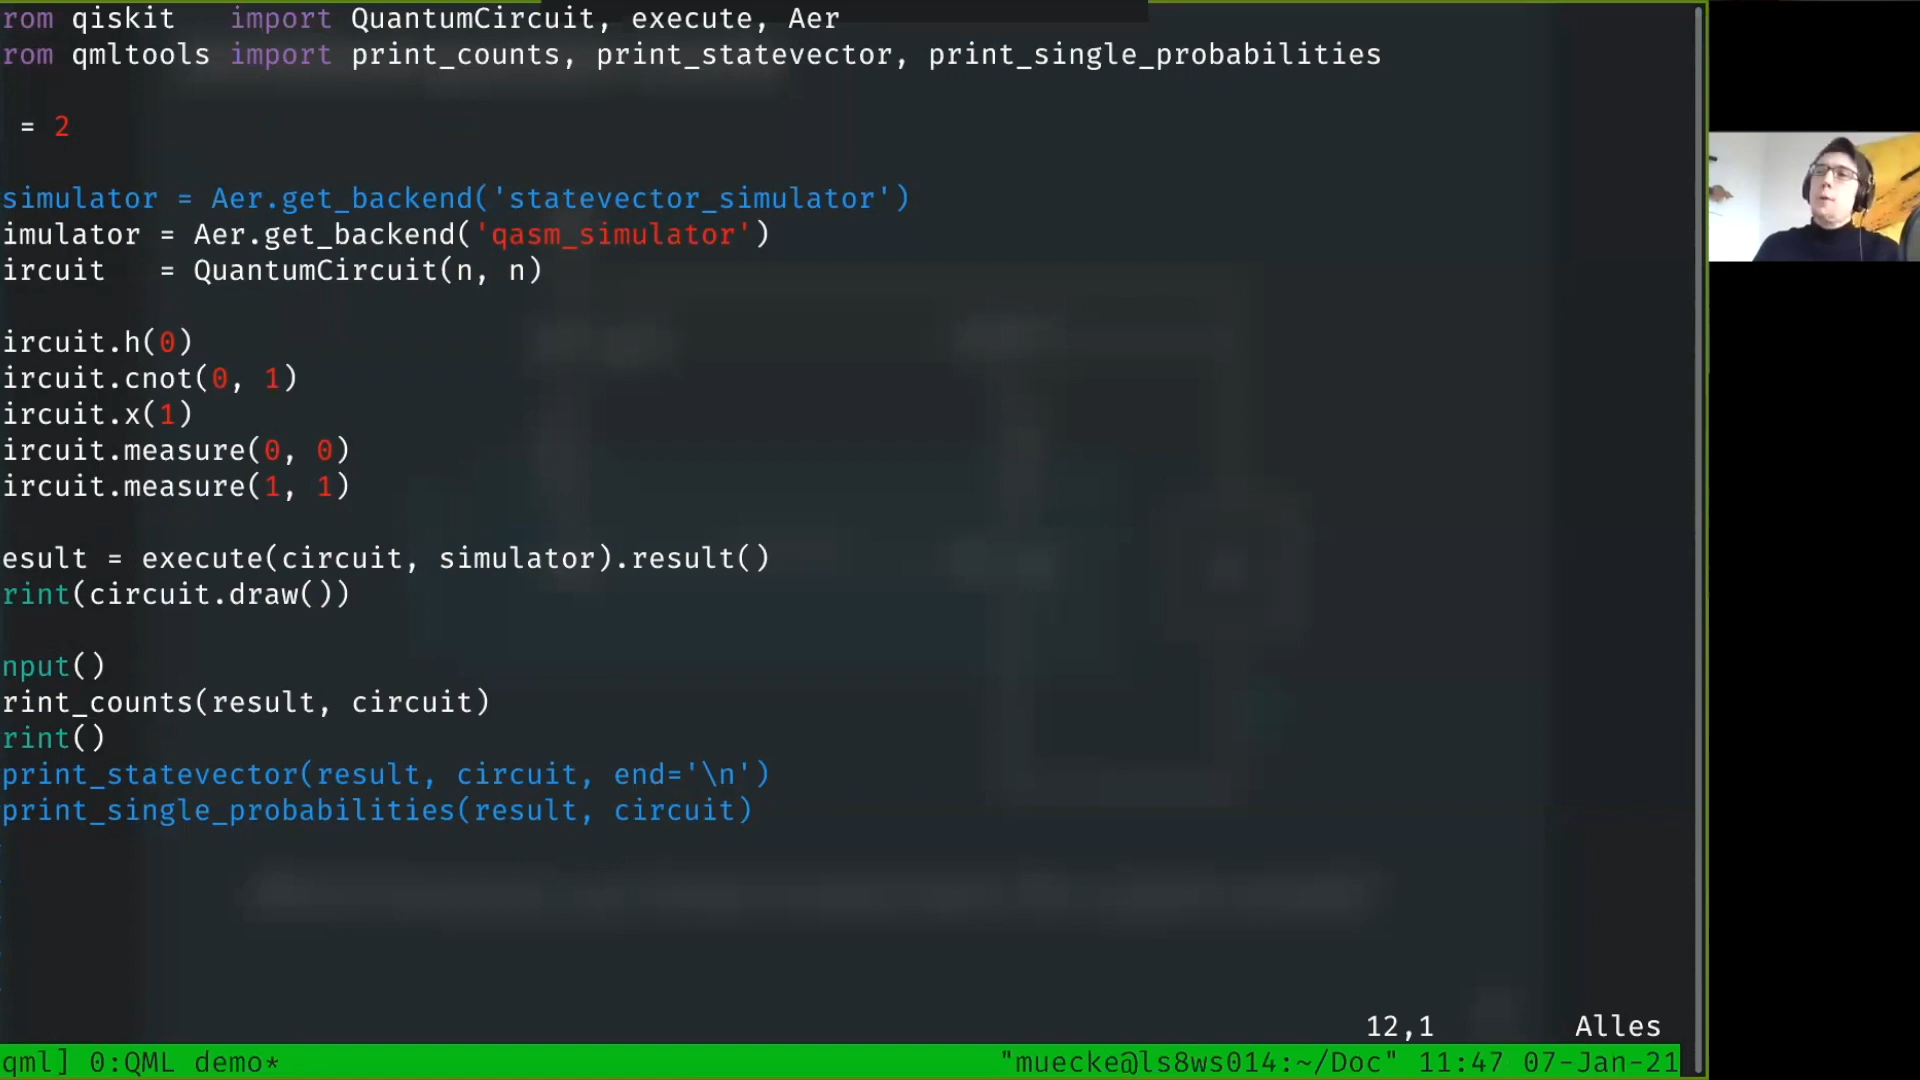 rom qiskit   import QuantumCircuit, execute, Aer
rom qmltools import print_counts, print_statevector, print_single_probabilities
= 2
simulator = Aer.get_backend('statevector_simulator')
imulator = Aer.get_backend('qasm_simulator')
ircuit   = QuantumCircuit(n, n)
ircuit.h(0)
ircuit.cnot(0, 1)
ircuit.x(1)
ircuit.measure(0, 0)
ircuit.measure(1, 1)
esult = execute(circuit, simulator).result()
rint(circuit.draw())
nput()
rint_counts(result, circuit)
rint()
print_statevector(result, circuit, end='\n')
print_single_probabilities(result, circuit)
12,1 Alles
qml] 0:QML demo* "muecke@ls8ws014:~/Doc" 11:47 07-Jan-21